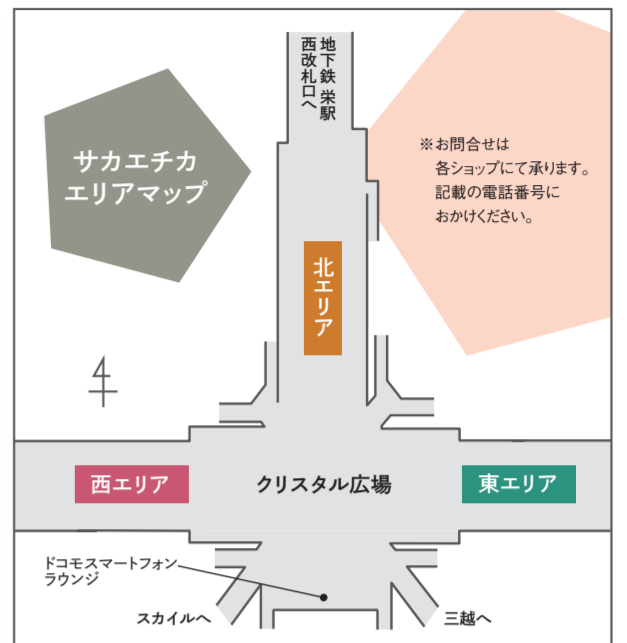 地下鉄 栄駅
西改札口へ
サカエチカ
エリアマップ
※お問合せは
各ショップにて承ります。
記載の電話番号に
おかけください。
北エリア
西エリア
クリスタル広場
東エリア
ドコモスマートフォン
ラウンジ
スカイルへ
三越へ